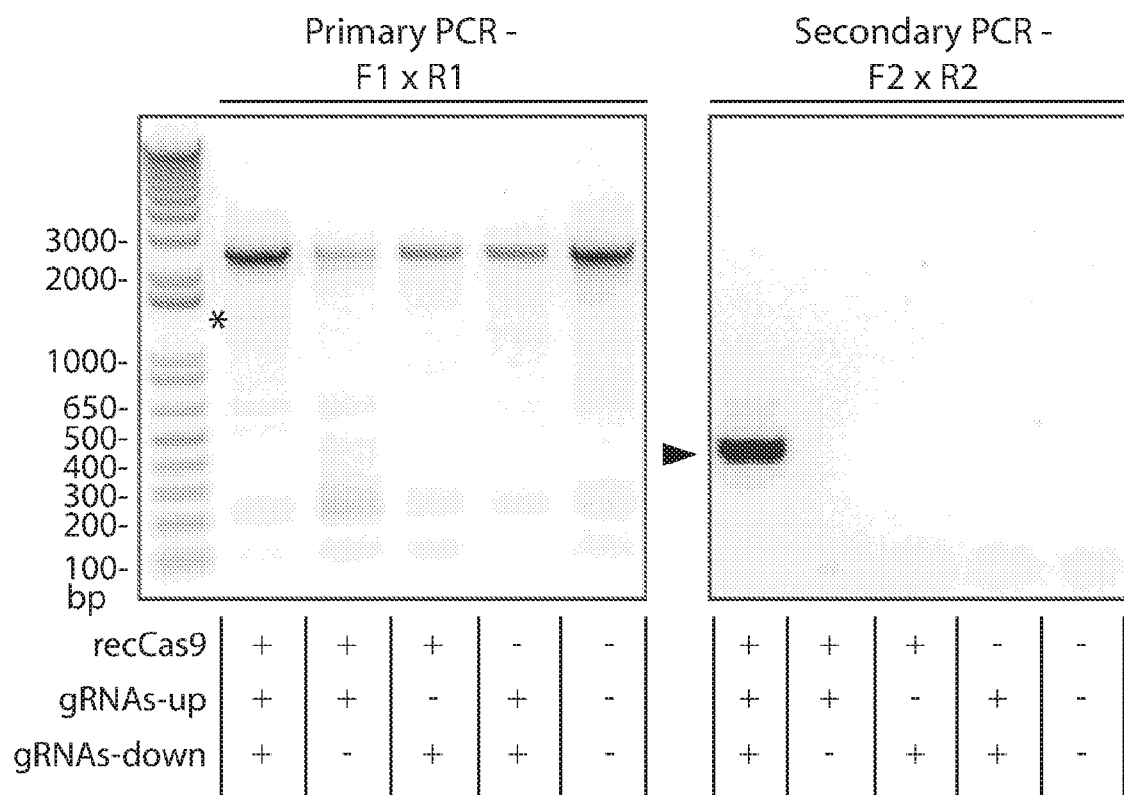 Primary PCR -
F1 x R1
Secondary PCR -
F2 x R2
3000-
2000-
*
1000-
650-
500-
400-
300-
200-
100-
bp
recCas9 + + + - - + + + - -
gRNAs-up + + - + - + + - + -
gRNAs-down + - + + - + - + + -